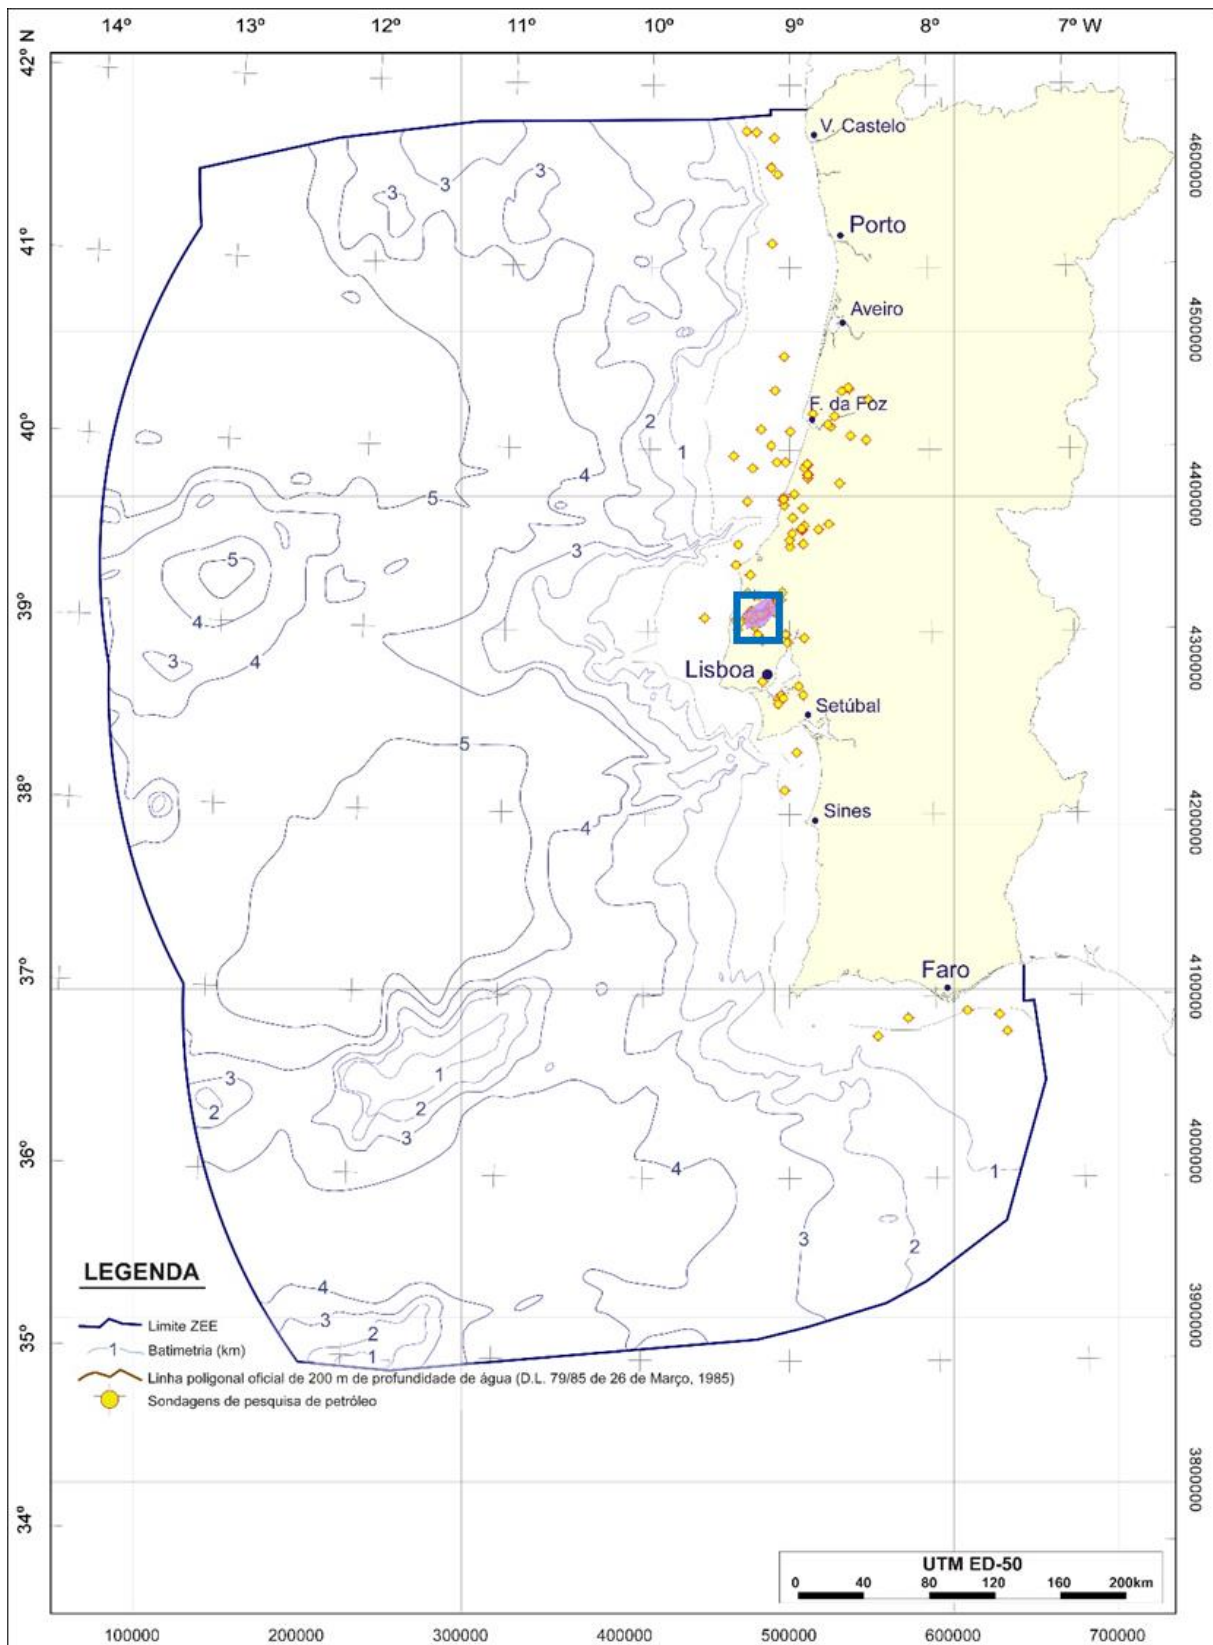 14º 13º 12º 11º 10º 9º 8º 7º W
42º N
41º
40º
39º
38º
37º
36º
35º
34º
4600000
4500000
4400000
4300000
4200000
4100000
4000000
3900000
3800000
V. Castelo
3
3
3
Porto
Aveiro
F. da Foz
2
1
4
5
3
5
4
3
4
Lisboa
Setúbal
5
4
Sines
Faro
1
3
2
2
3
4
1
3
2
LEGENDA
4
3
2
1
Limite ZEE
1 Batimetria (km)
Linha poligonal oficial de 200 m de profundidade de água (D.L. 79/85 de 26 de Março, 1985)
Sondagens de pesquisa de petróleo
UTM ED-50
0 40 80 120 160 200km
100000 200000 300000 400000 500000 600000 700000